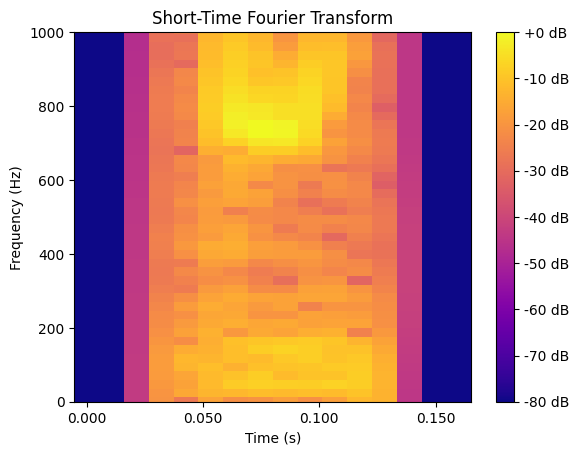 Short-Time Fourier Transform
1000
800
600
400
200
0
Frequency (Hz)
0.000
0.050
0.100
0.150
Time (s)
+0 dB
-10 dB
-20 dB
-30 dB
-40 dB
-50 dB
-60 dB
-70 dB
-80 dB